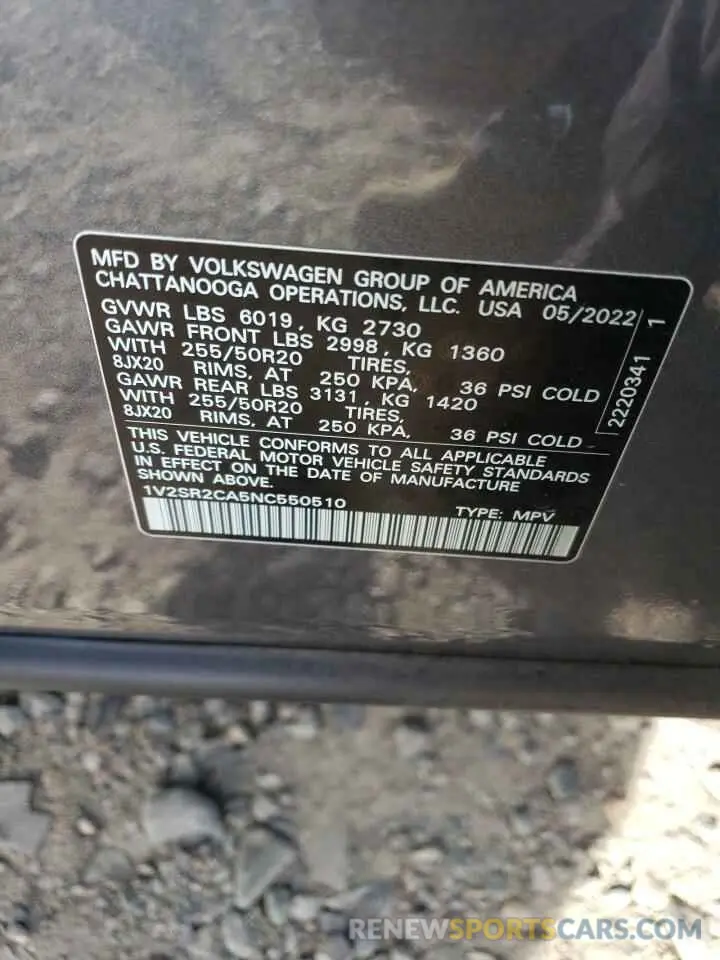 MFD BY VOLKSWAGEN GROUP OF AMERICA
CHATTANOOGA OPERATIONS, LLC. USA 05/2022
GVWR LBS 6019, KG 2730
GAWR FRONT LBS 2998, KG 1360
WITH 255/50R20 TIRES,
8JX20 RIMS, AT 250 KPA, 36 PSI COLD
GAWR REAR LBS 3131, KG 1420
WITH 255/50R20 TIRES,
8JX20 RIMS, AT 250 KPA, 36 PSI COLD
2220341 1
THIS VEHICLE CONFORMS TO ALL APPLICABLE
U.S. FEDERAL MOTOR VEHICLE SAFETY STANDARDS
IN EFFECT ON THE DATE OF MANUFACTURE
SHOWN ABOVE.
1V2SR2CA5NC550510 TYPE: MPV
RENEWSPORTSCARS.COM